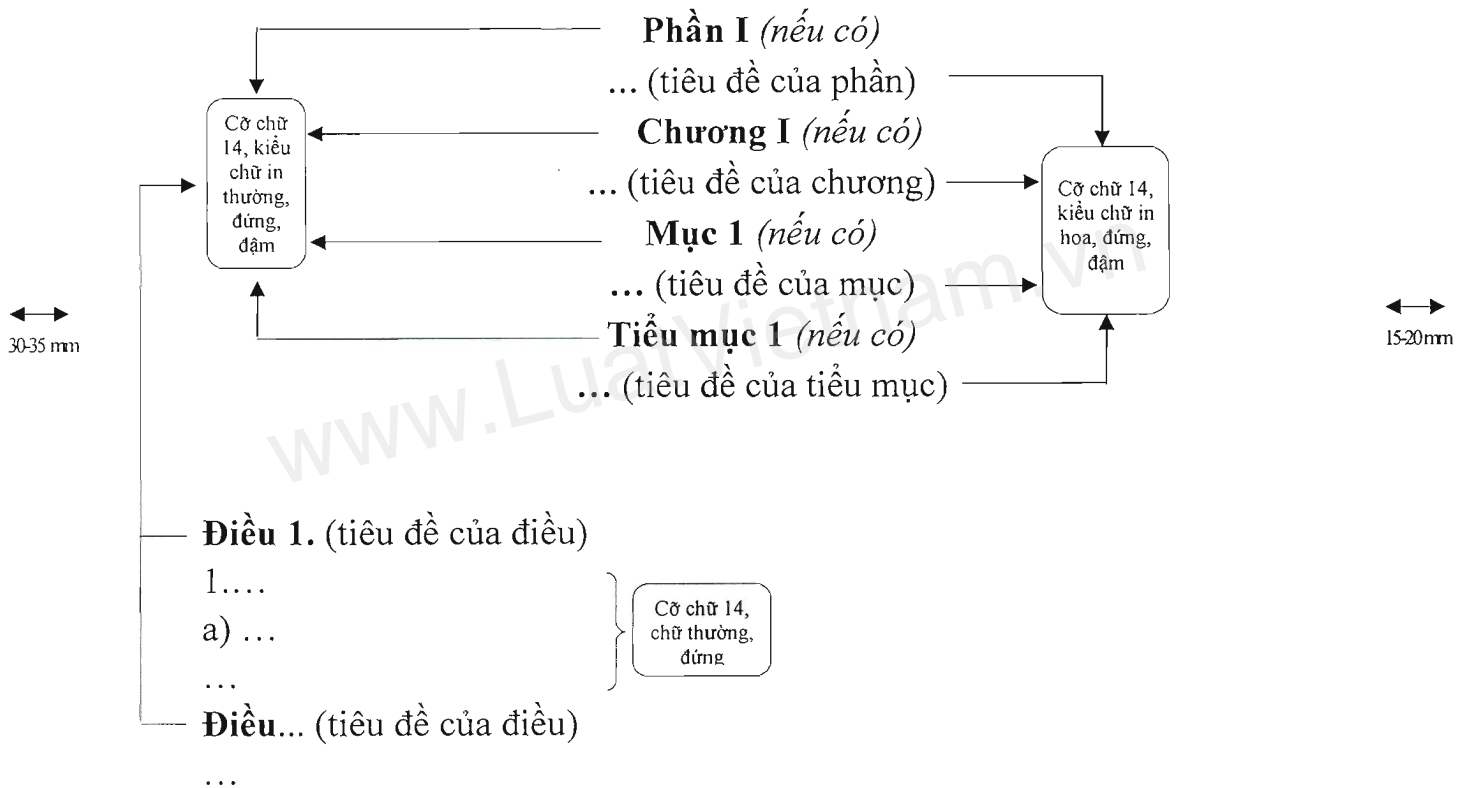 Phần I (nếu có)
... (tiêu đề của phần)
Chương I (nếu có)
... (tiêu đề của chương)
Mục 1 (nếu có)
... (tiêu đề của mục)
Tiểu mục 1 (nếu có)
... (tiêu đề của tiểu mục)
Cỡ chữ
14, kiểu
chữ in
thường,
đứng,
đậm
Cỡ chữ 14,
kiểu chữ in
hoa, đứng,
đậm
30-35 mm
15-20mm
www.LuatVietnam.vn
Điều 1. (tiêu đề của điều)
1....
a) ...
...
Cỡ chữ 14,
chữ thường,
đứng
Điều... (tiêu đề của điều)
...